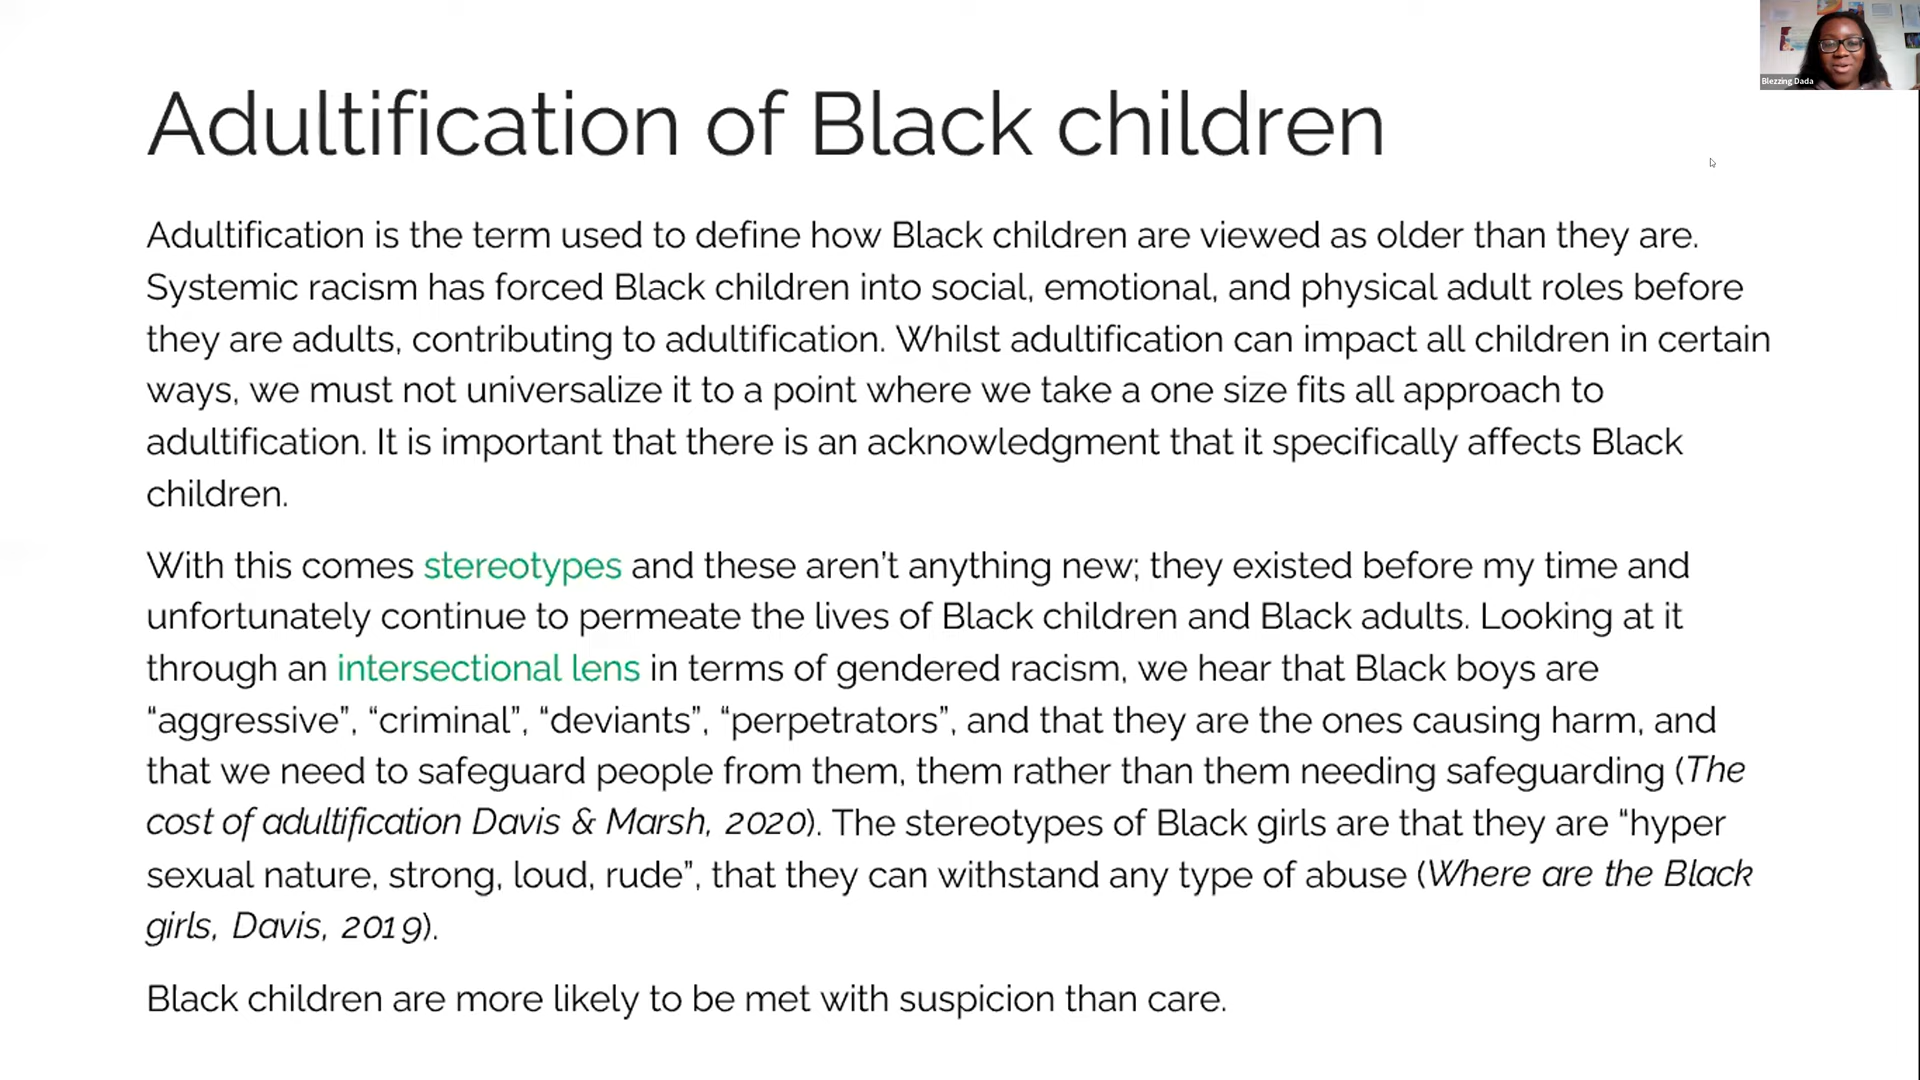 Blezzing Dada
Adultification of Black children
Adultification is the term used to define how Black children are viewed as older than they are.
Systemic racism has forced Black children into social, emotional, and physical adult roles before
they are adults, contributing to adultification. Whilst adultification can impact all children in certain
ways, we must not universalize it to a point where we take a one size fits all approach to
adultification. It is important that there is an acknowledgment that it specifically affects Black
children.
With this comes stereotypes and these aren’t anything new; they existed before my time and
unfortunately continue to permeate the lives of Black children and Black adults. Looking at it
through an intersectional lens in terms of gendered racism, we hear that Black boys are
“aggressive”, “criminal”, “deviants”, “perpetrators”, and that they are the ones causing harm, and
that we need to safeguard people from them, them rather than them needing safeguarding (The
cost of adultification Davis & Marsh, 2020). The stereotypes of Black girls are that they are “hyper
sexual nature, strong, loud, rude”, that they can withstand any type of abuse (Where are the Black
girls, Davis, 2019).
Black children are more likely to be met with suspicion than care.